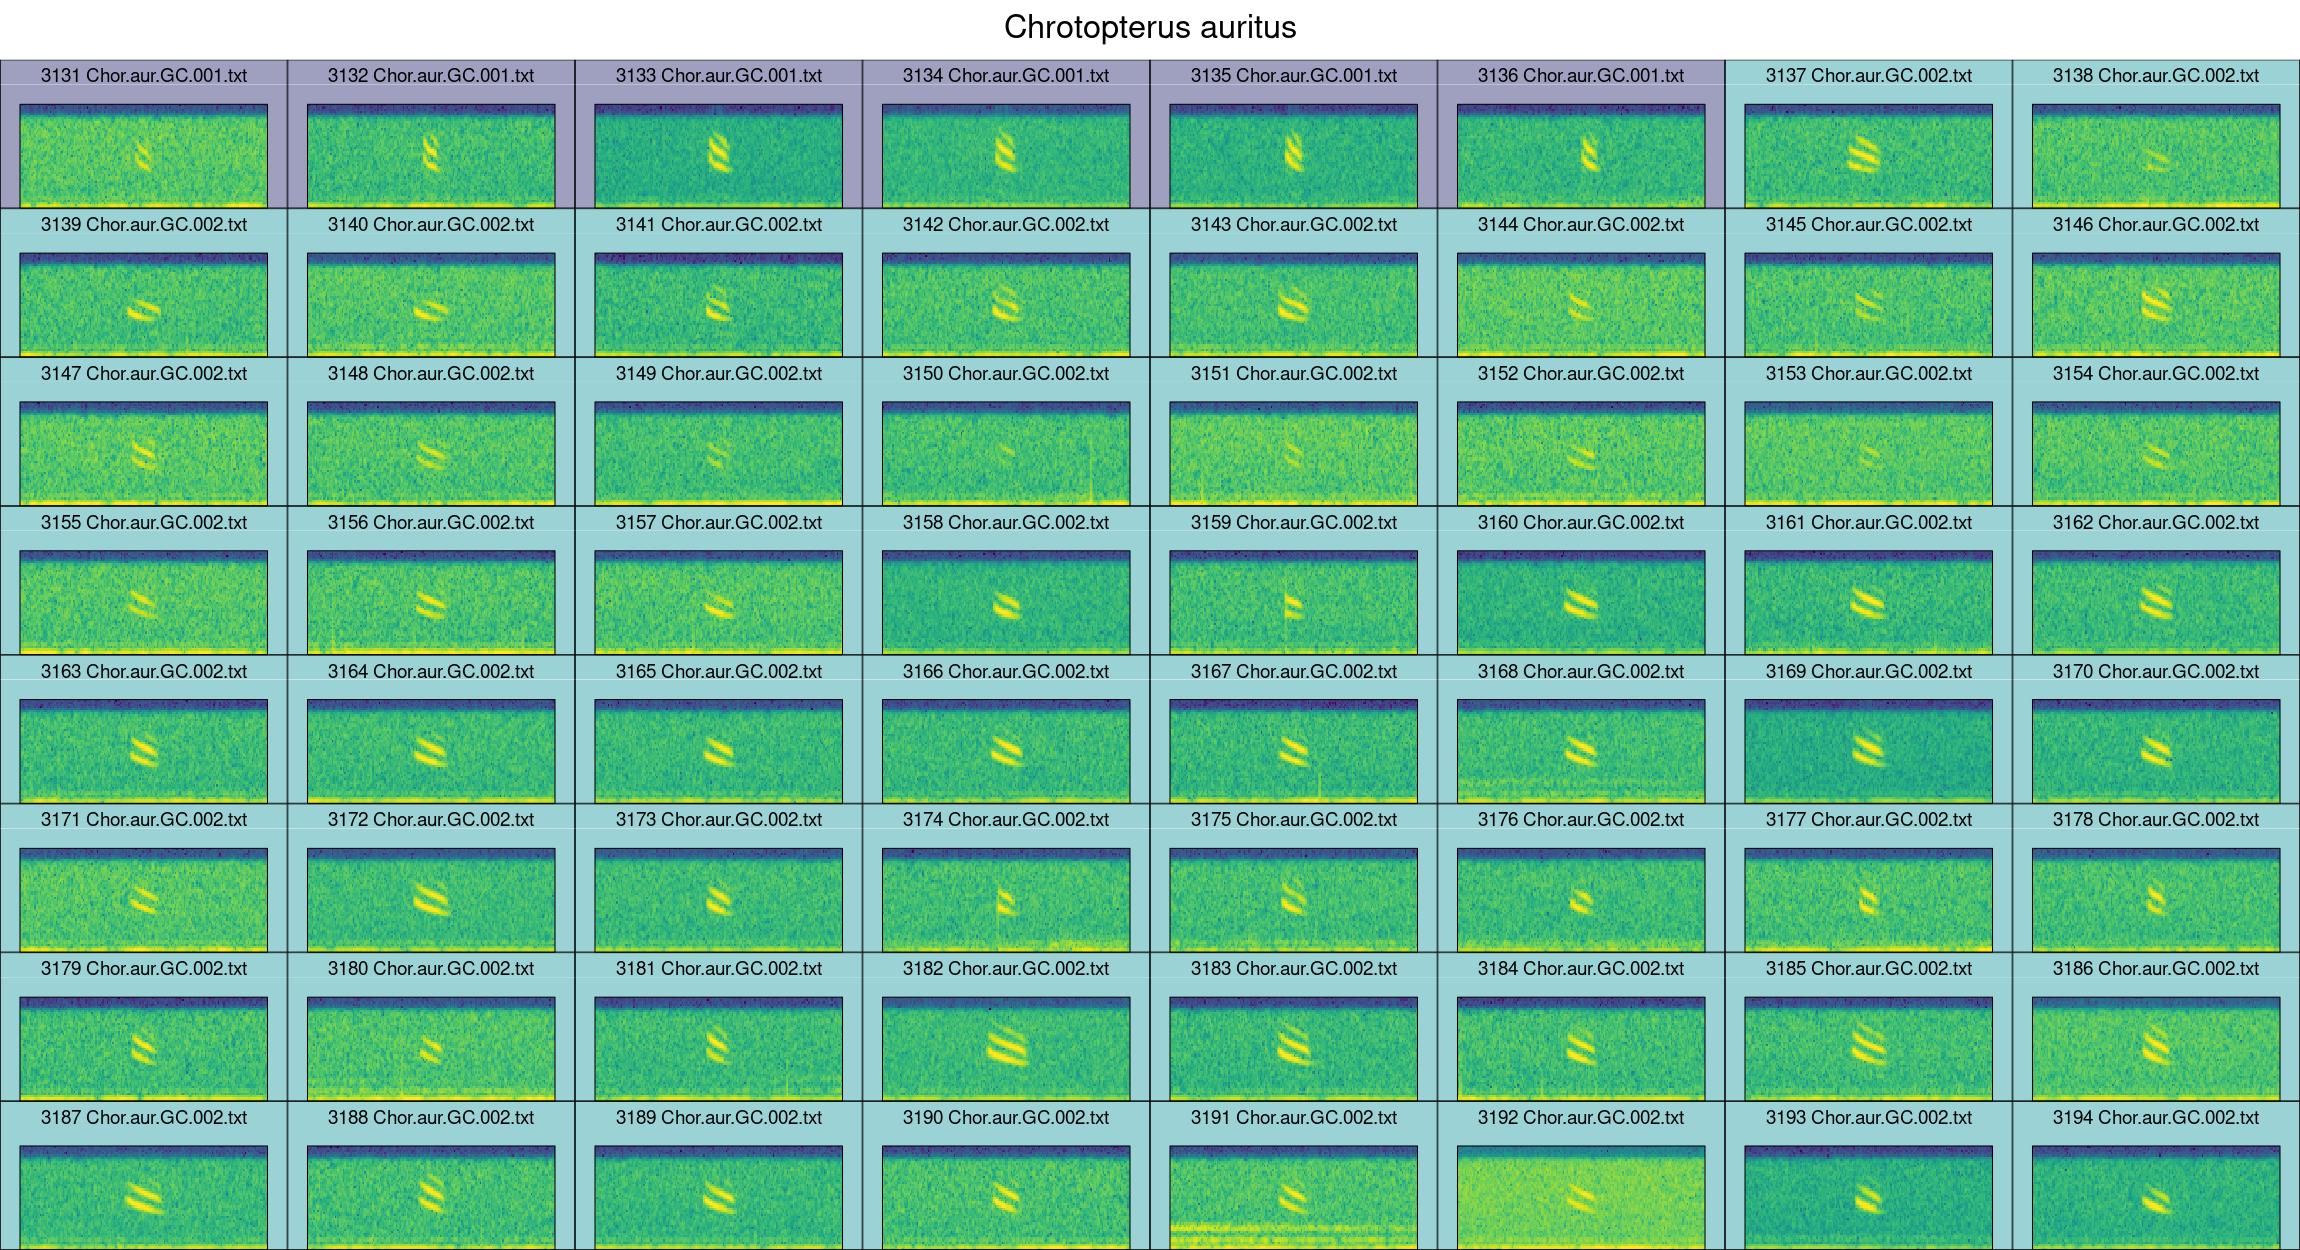 Chrotopterus auritus
3131 Chor.aur.GC.001.txt 3132 Chor.aur.GC.001.txt 3133 Chor.aur.GC.001.txt 3134 Chor.aur.GC.001.txt 3135 Chor.aur.GC.001.txt 3136 Chor.aur.GC.001.txt 3137 Chor.aur.GC.002.txt 3138 Chor.aur.GC.002.txt
3139 Chor.aur.GC.002.txt 3140 Chor.aur.GC.002.txt 3141 Chor.aur.GC.002.txt 3142 Chor.aur.GC.002.txt 3143 Chor.aur.GC.002.txt 3144 Chor.aur.GC.002.txt 3145 Chor.aur.GC.002.txt 3146 Chor.aur.GC.002.txt
3147 Chor.aur.GC.002.txt 3148 Chor.aur.GC.002.txt 3149 Chor.aur.GC.002.txt 3150 Chor.aur.GC.002.txt 3151 Chor.aur.GC.002.txt 3152 Chor.aur.GC.002.txt 3153 Chor.aur.GC.002.txt 3154 Chor.aur.GC.002.txt
3155 Chor.aur.GC.002.txt 3156 Chor.aur.GC.002.txt 3157 Chor.aur.GC.002.txt 3158 Chor.aur.GC.002.txt 3159 Chor.aur.GC.002.txt 3160 Chor.aur.GC.002.txt 3161 Chor.aur.GC.002.txt 3162 Chor.aur.GC.002.txt
3163 Chor.aur.GC.002.txt 3164 Chor.aur.GC.002.txt 3165 Chor.aur.GC.002.txt 3166 Chor.aur.GC.002.txt 3167 Chor.aur.GC.002.txt 3168 Chor.aur.GC.002.txt 3169 Chor.aur.GC.002.txt 3170 Chor.aur.GC.002.txt
3171 Chor.aur.GC.002.txt 3172 Chor.aur.GC.002.txt 3173 Chor.aur.GC.002.txt 3174 Chor.aur.GC.002.txt 3175 Chor.aur.GC.002.txt 3176 Chor.aur.GC.002.txt 3177 Chor.aur.GC.002.txt 3178 Chor.aur.GC.002.txt
3179 Chor.aur.GC.002.txt 3180 Chor.aur.GC.002.txt 3181 Chor.aur.GC.002.txt 3182 Chor.aur.GC.002.txt 3183 Chor.aur.GC.002.txt 3184 Chor.aur.GC.002.txt 3185 Chor.aur.GC.002.txt 3186 Chor.aur.GC.002.txt
3187 Chor.aur.GC.002.txt 3188 Chor.aur.GC.002.txt 3189 Chor.aur.GC.002.txt 3190 Chor.aur.GC.002.txt 3191 Chor.aur.GC.002.txt 3192 Chor.aur.GC.002.txt 3193 Chor.aur.GC.002.txt 3194 Chor.aur.GC.002.txt